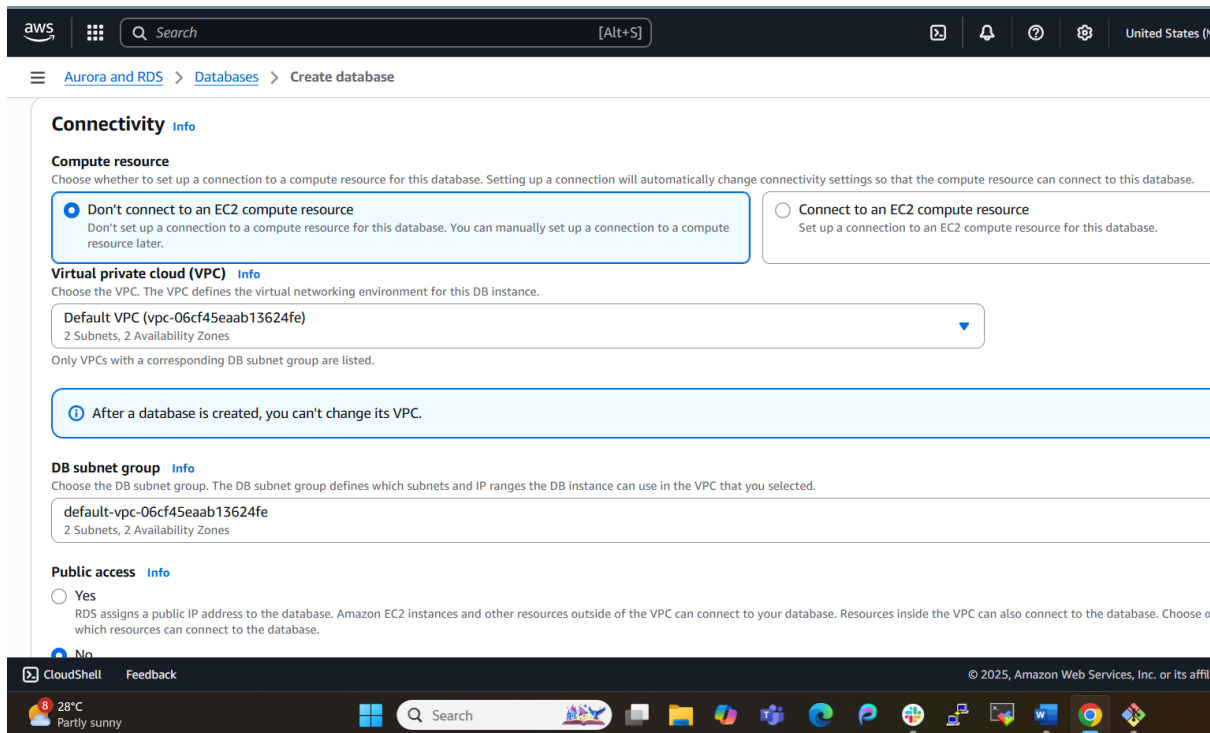 aws
Search [Alt+S] United States (N
Aurora and RDS > Databases > Create database
Connectivity Info
Compute resource
Choose whether to set up a connection to a compute resource for this database. Setting up a connection will automatically change connectivity settings so that the compute resource can connect to this database.
Don't connect to an EC2 compute resource
Don't set up a connection to a compute resource for this database. You can manually set up a connection to a compute
resource later.
Connect to an EC2 compute resource
Set up a connection to an EC2 compute resource for this database.
Virtual private cloud (VPC) Info
Choose the VPC. The VPC defines the virtual networking environment for this DB instance.
Default VPC (vpc-06cf45eaab13624fe)
2 Subnets, 2 Availability Zones
Only VPCs with a corresponding DB subnet group are listed.
After a database is created, you can't change its VPC.
DB subnet group Info
Choose the DB subnet group. The DB subnet group defines which subnets and IP ranges the DB instance can use in the VPC that you selected.
default-vpc-06cf45eaab13624fe
2 Subnets, 2 Availability Zones
Public access Info
Yes
RDS assigns a public IP address to the database. Amazon EC2 instances and other resources outside of the VPC can connect to your database. Resources inside the VPC can also connect to the database. Choose o
which resources can connect to the database.
No
CloudShell Feedback © 2025, Amazon Web Services, Inc. or its affil
8 28°C
Partly sunny
Search